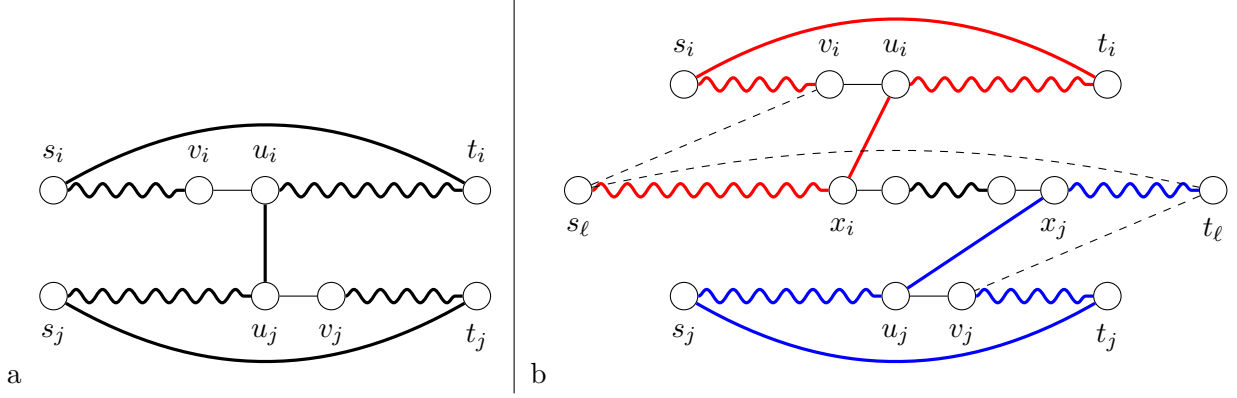 s_i v_i u_i t_i
s_j u_j v_j t_j
a
s_i v_i u_i t_i
s_ℓ x_i x_j t_ℓ
s_j u_j v_j t_j
b